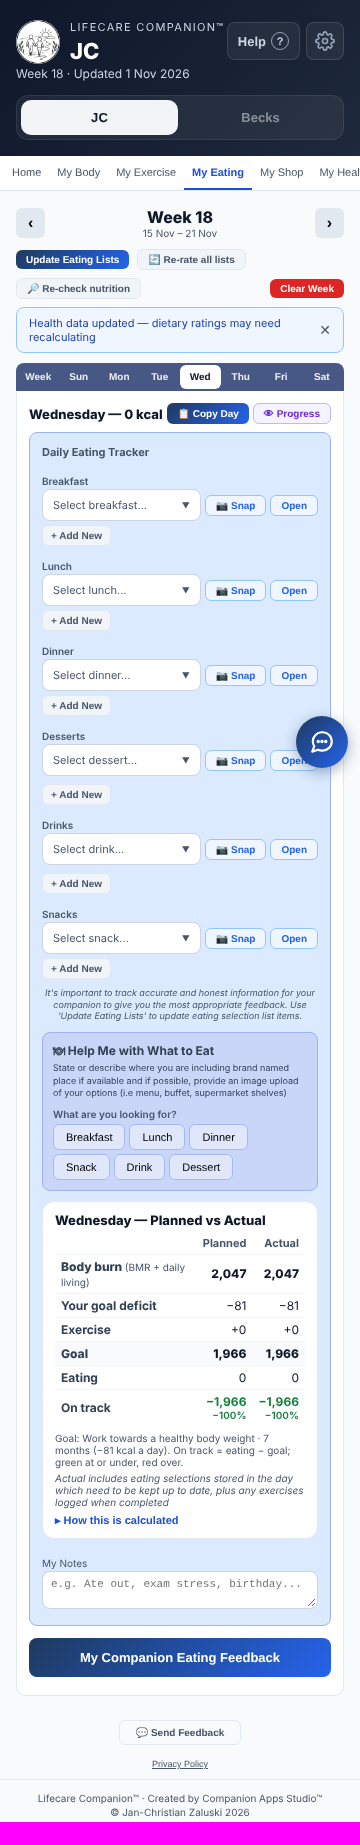 LIFECARE COMPANION™
JC
Help ?
Week 18 · Updated 1 Nov 2026
JC Becks
Home My Body My Exercise My Eating My Shop My Heal
‹ Week 18 ›
15 Nov – 21 Nov
Update Eating Lists 🔄 Re-rate all lists
🔎 Re-check nutrition Clear Week
Health data updated — dietary ratings may need
recalculating ✕
Week Sun Mon Tue Wed Thu Fri Sat
Wednesday — 0 kcal 📋 Copy Day 👁 Progress
Daily Eating Tracker
Breakfast
Select breakfast... ▼ 📷 Snap Open
+ Add New
Lunch
Select lunch... ▼ 📷 Snap Open
+ Add New
Dinner
Select dinner... ▼ 📷 Snap Open
+ Add New
Desserts
Select dessert... ▼ 📷 Snap Open
+ Add New
Drinks
Select drink... ▼ 📷 Snap Open
+ Add New
Snacks
Select snack... ▼ 📷 Snap Open
+ Add New
It's important to track accurate and honest information for your
companion to give you the most appropriate feedback. Use
'Update Eating Lists' to update eating selection list items.
🍽 Help Me with What to Eat
State or describe where you are including brand named
place if available and if possible, provide an image upload
of your options (i.e menu, buffet, supermarket shelves)
What are you looking for?
Breakfast Lunch Dinner
Snack Drink Dessert
Wednesday — Planned vs Actual
Planned Actual
Body burn (BMR + daily
living) 2,047 2,047
Your goal deficit −81 −81
Exercise +0 +0
Goal 1,966 1,966
Eating 0 0
On track −1,966 −1,966
−100% −100%
Goal: Work towards a healthy body weight · 7
months (−81 kcal a day). On track = eating − goal;
green at or under, red over.
Actual includes eating selections stored in the day
which need to be kept up to date, plus any exercises
logged when completed
▸ How this is calculated
My Notes
e.g. Ate out, exam stress, birthday...
My Companion Eating Feedback
💬 Send Feedback
Privacy Policy
Lifecare Companion™ · Created by Companion Apps Studio™
© Jan-Christian Zaluski 2026